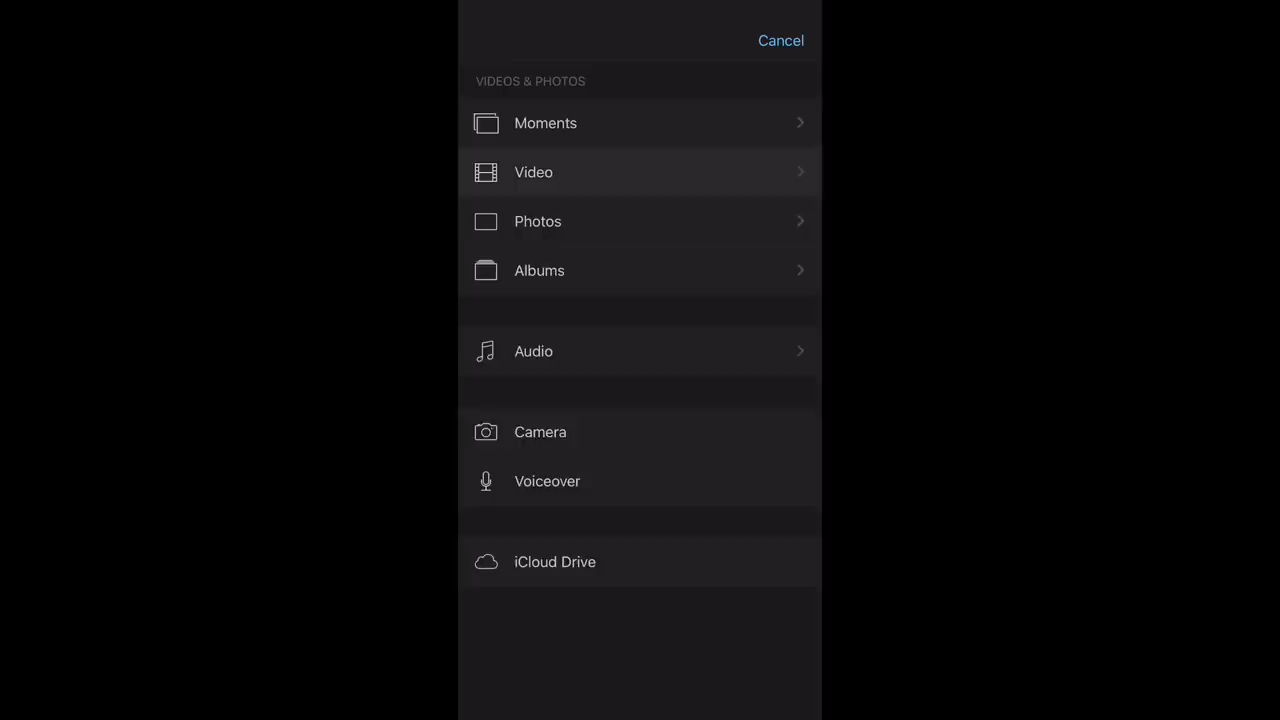 Cancel
VIDEOS & PHOTOS
Moments
Video
Photos
Albums
Audio
Camera
Voiceover
iCloud Drive